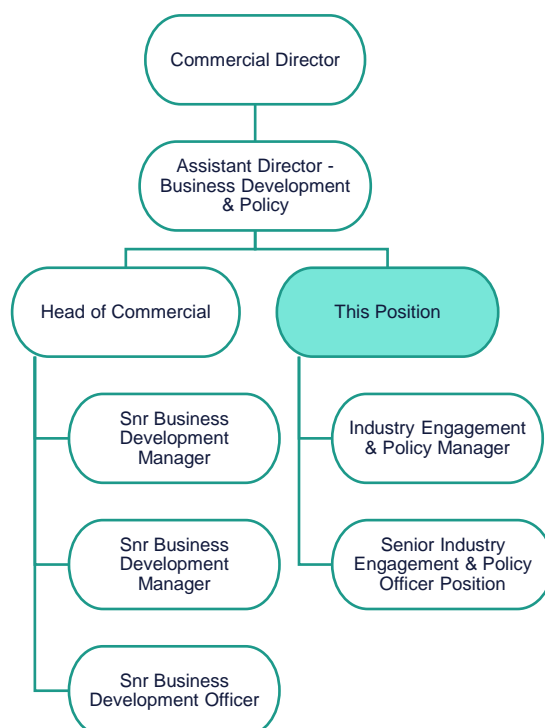 Commercial Director
Assistant Director -
Business Development
& Policy
Head of Commercial
This Position
Snr Business
Development
Manager
Industry Engagement
& Policy Manager
Snr Business
Development
Manager
Senior Industry
Engagement & Policy
Officer Position
Snr Business
Development Officer